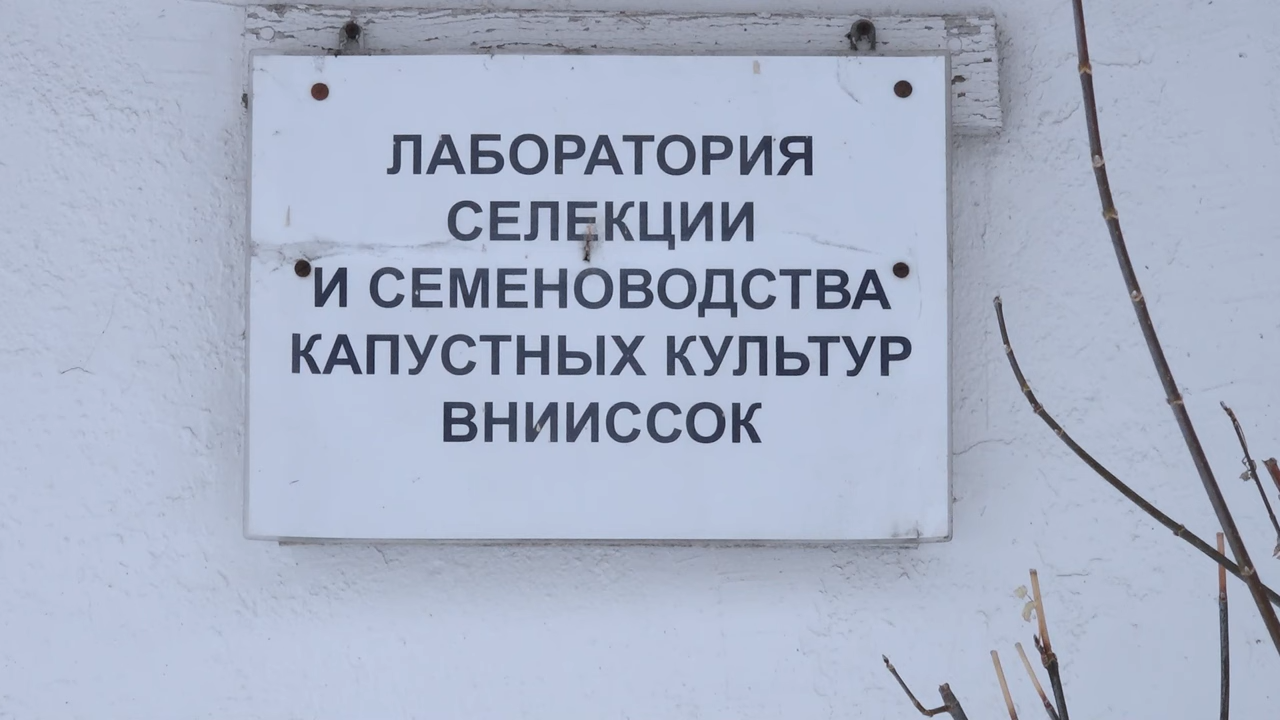 ЛАБОРАТОРИЯ
СЕЛЕКЦИИ
И СЕМЕНОВОДСТВА
КАПУСТНЫХ КУЛЬТУР
ВНИИССОК